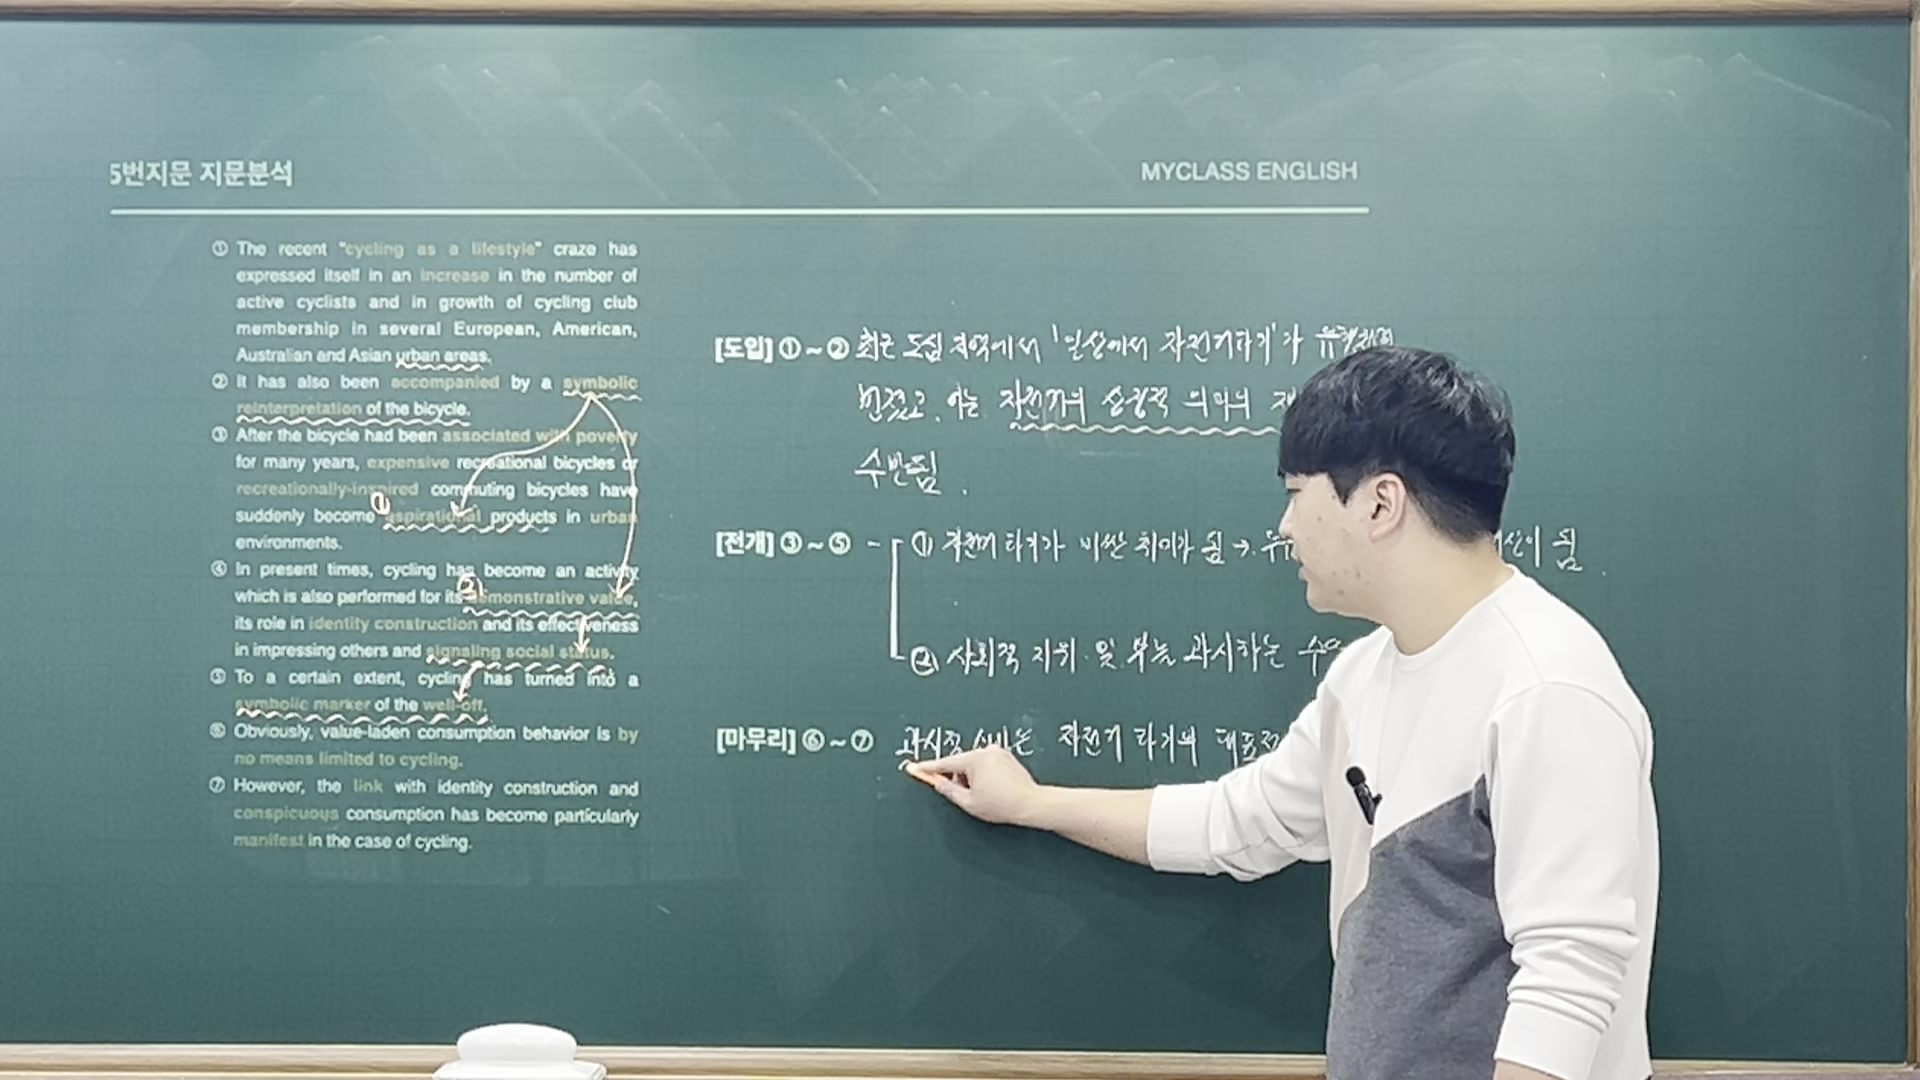 5번지문 지문분석
MYCLASS ENGLISH
① The recent "cycling as a lifestyle" craze has
expressed itself in an increase in the number of
active cyclists and in growth of cycling club
membership in several European, American,
Australian and Asian urban areas.
② It has also been accompanied by a symbolic
reinterpretation of the bicycle.
③ After the bicycle had been associated with poverty
for many years, expensive recreational bicycles or
recreationally-inspired commuting bicycles have
suddenly become aspirational products in urban
environments.
④ In present times, cycling has become an activity
which is also performed for its demonstrative value,
its role in identity construction and its effectiveness
in impressing others and signaling social status.
⑤ To a certain extent, cycling has turned into a
symbolic marker of the well-off.
⑥ Obviously, value-laden consumption behavior is by
no means limited to cycling.
⑦ However, the link with identity construction and
conspicuous consumption has become particularly
manifest in the case of cycling.
①
②
[도입] ① ~ ② 최근 도심 지역에서 '일상에서 자전거타기'가
번졌고, 이는 자전거의 상징적 의미의
수반됨.
[전개] ③ ~ ⑤ - ① 자전거 타기가 비싼 취미가 됨 →
됨.
② 사회적 지위 및 부는 과시하는
[마무리] ⑥ ~ ⑦ 과시적 자전거 타기의